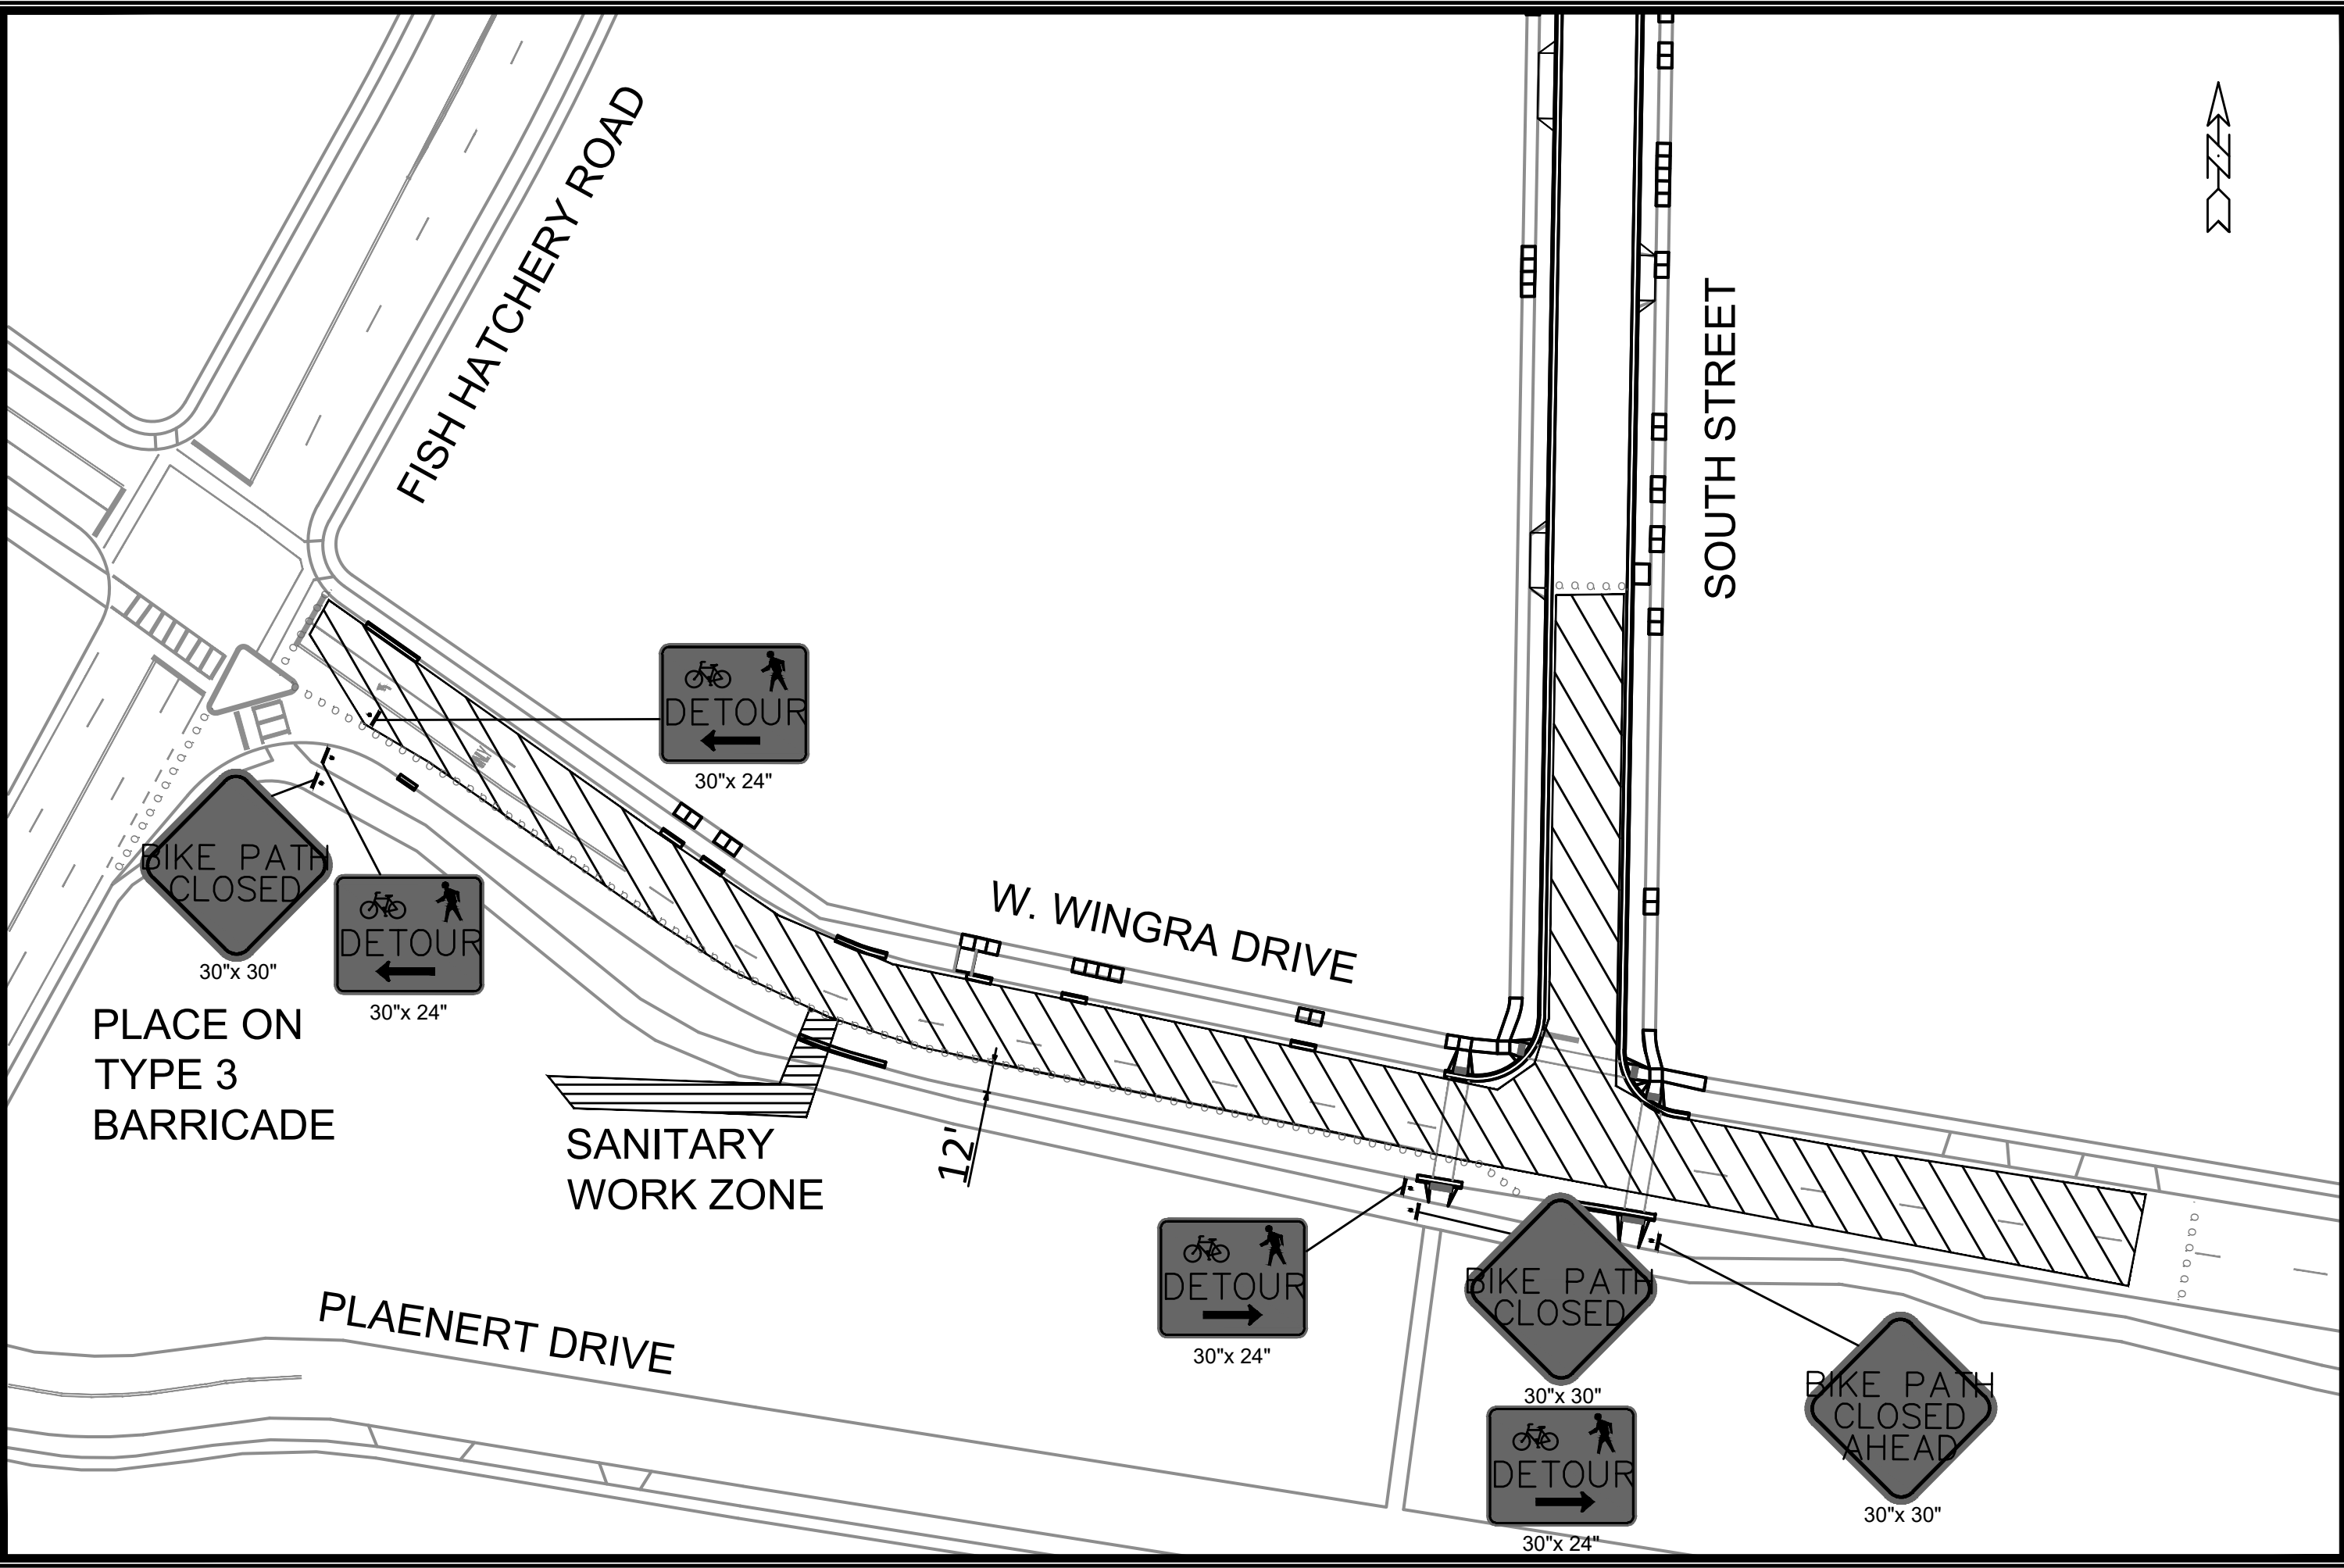 FISH HATCHERY ROAD
SOUTH STREET
N
DETOUR
30"x 24"
BIKE PATH
CLOSED
30"x 30"
DETOUR
30"x 24"
PLACE ON
TYPE 3
BARRICADE
W. WINGRA DRIVE
SANITARY
WORK ZONE
12'
DETOUR
30"x 24"
BIKE PATH
CLOSED
30"x 30"
DETOUR
30"x 24"
BIKE PATH
CLOSED
AHEAD
30"x 30"
PLAENERT DRIVE